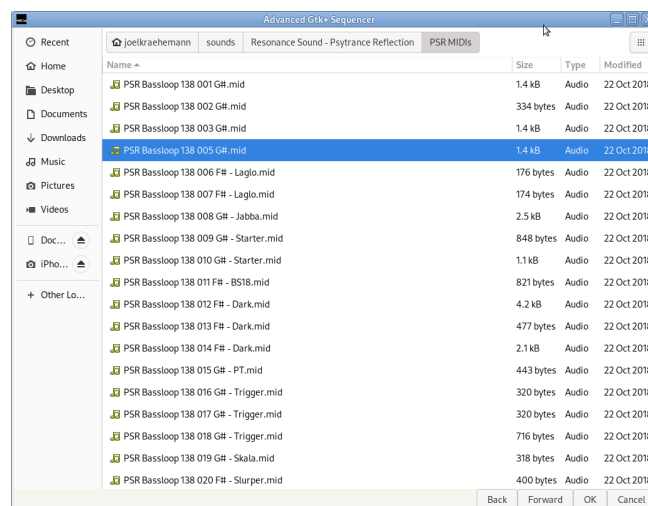 Advanced Gtk+ Sequencer
Recent
Home
Desktop
Documents
Downloads
Music
Pictures
Videos
Doc...
iPho...
+ Other Lo...
joelkraehemann sounds Resonance Sound - Psytrance Reflection PSR MIDIs
Name Size Type Modified
PSR Bassloop 138 001 G#.mid 1.4 kB Audio 22 Oct 2018
PSR Bassloop 138 002 G#.mid 334 bytes Audio 22 Oct 2018
PSR Bassloop 138 003 G#.mid 1.4 kB Audio 22 Oct 2018
PSR Bassloop 138 005 G#.mid 1.4 kB Audio 22 Oct 2018
PSR Bassloop 138 006 F# - Laglo.mid 176 bytes Audio 22 Oct 2018
PSR Bassloop 138 007 F# - Laglo.mid 174 bytes Audio 22 Oct 2018
PSR Bassloop 138 008 G# - Jabba.mid 2.5 kB Audio 22 Oct 2018
PSR Bassloop 138 009 G# - Starter.mid 848 bytes Audio 22 Oct 2018
PSR Bassloop 138 010 G# - Starter.mid 1.1 kB Audio 22 Oct 2018
PSR Bassloop 138 011 F# - BS18.mid 821 bytes Audio 22 Oct 2018
PSR Bassloop 138 012 F# - Dark.mid 4.2 kB Audio 22 Oct 2018
PSR Bassloop 138 013 F# - Dark.mid 477 bytes Audio 22 Oct 2018
PSR Bassloop 138 014 F# - Dark.mid 2.1 kB Audio 22 Oct 2018
PSR Bassloop 138 015 G# - PT.mid 443 bytes Audio 22 Oct 2018
PSR Bassloop 138 016 G# - Trigger.mid 320 bytes Audio 22 Oct 2018
PSR Bassloop 138 017 G# - Trigger.mid 320 bytes Audio 22 Oct 2018
PSR Bassloop 138 018 G# - Trigger.mid 716 bytes Audio 22 Oct 2018
PSR Bassloop 138 019 G# - Skala.mid 318 bytes Audio 22 Oct 2018
PSR Bassloop 138 020 F# - Slurper.mid 400 bytes Audio 22 Oct 2018
Back Forward OK Cancel